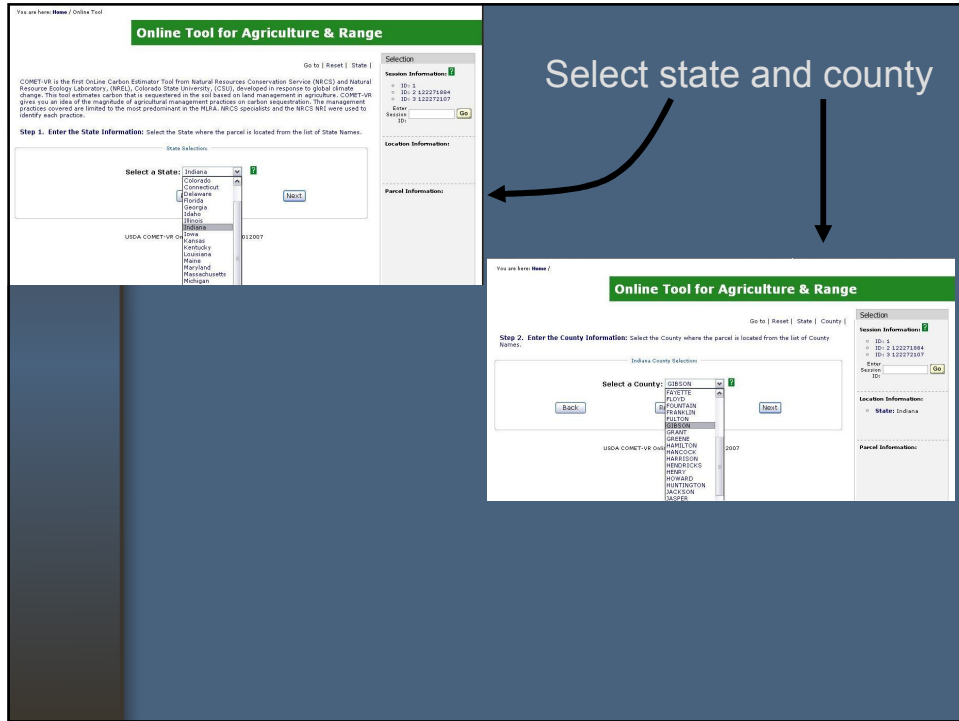 You are here: Home / Online Tool
Online Tool for Agriculture & Range
Go to | Reset | State |
COMET-VR is the first OnLine Carbon Estimator Tool from Natural Resources Conservation Service (NRCS) and Natural
Resource Ecology Laboratory, (NREL), Colorado State University, (CSU), developed in response to global climate
change. This tool estimates carbon that is sequestered in the soil based on land management in agriculture. COMET-VR
gives you an idea of the magnitude of agricultural management practices on carbon sequestration. The management
practices covered are limited to the most predominant in the MLRA. NRCS specialists and the NRCS NRI were used to
identify each practice.
Step 1. Enter the State Information: Select the State where the parcel is located from the list of State Names.
State Selection:
Select a State: Indiana ?
Colorado
Connecticut
Delaware
Florida
Georgia
Idaho
Illinois
Indiana
Iowa
Kansas
Kentucky
Louisiana
Maine
Maryland
Massachusetts
Michigan
Next
USDA COMET-VR On 012007
Selection
Session Information: ?
ID: 1
ID: 2 122271884
ID: 3 122272107
Enter
Session
ID:
Go
Location Information:
Parcel Information:
Select state and county
You are here: Home /
Online Tool for Agriculture & Range
Go to | Reset | State | County |
Step 2. Enter the County Information: Select the County where the parcel is located from the list of County
Names.
Indiana County Selection:
Select a County: GIBSON ?
FAYETTE
FLOYD
FOUNTAIN
FRANKLIN
FULTON
GIBSON
GRANT
GREENE
HAMILTON
HANCOCK
HARRISON
HENDRICKS
HENRY
HOWARD
HUNTINGTON
JACKSON
JASPER
Back
Next
USDA COMET-VR Onli 2007
Selection
Session Information: ?
ID: 1
ID: 2 122271884
ID: 3 122272107
Enter
Session
ID:
Go
Location Information:
State: Indiana
Parcel Information: